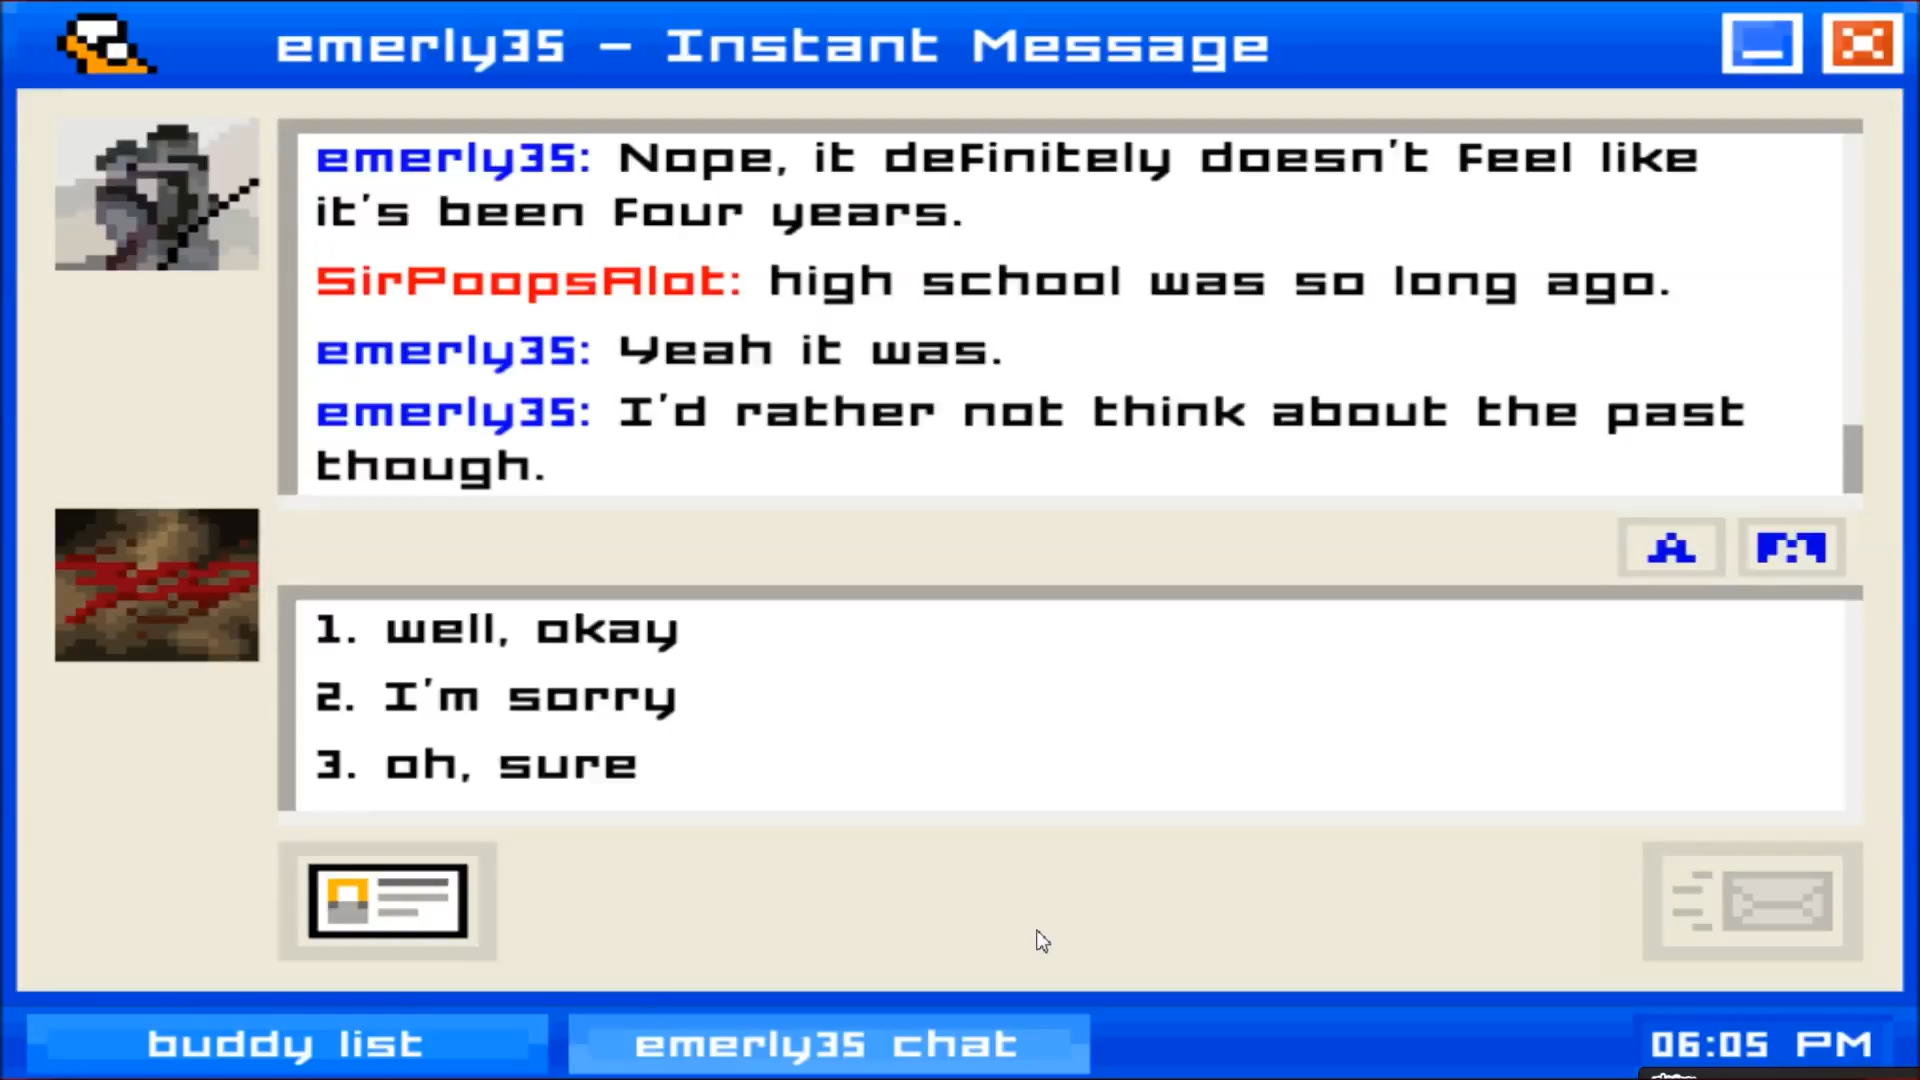 emerly35 - Instant Message
emerly35: Nope, it definitely doesn't feel like
it's been four years.
SirPoopsAlot: high school was so long ago.
emerly35: Yeah it was.
emerly35: I'd rather not think about the past
though.
A A
1. well, okay
2. I'm sorry
3. oh, sure
buddy list
emerly35 chat
06:05 PM